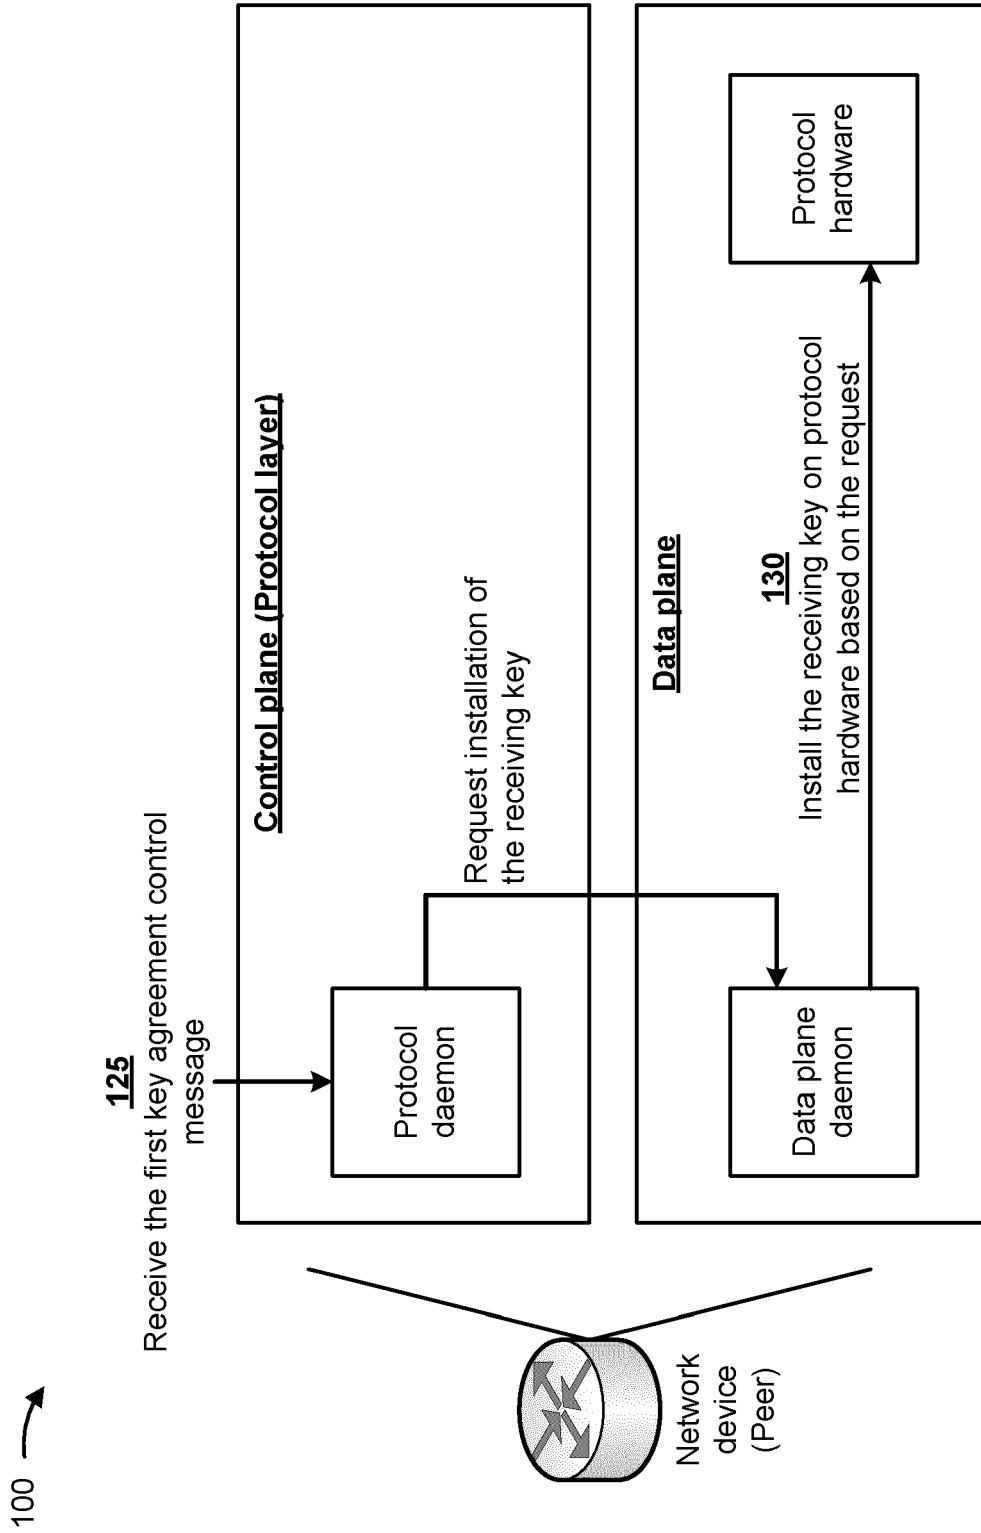 100
125
Receive the first key agreement control
message
Control plane (Protocol layer)
Protocol
daemon
Request installation of
the receiving key
Network
device
(Peer)
Data plane
Data plane
daemon
130
Install the receiving key on protocol
hardware based on the request
Protocol
hardware